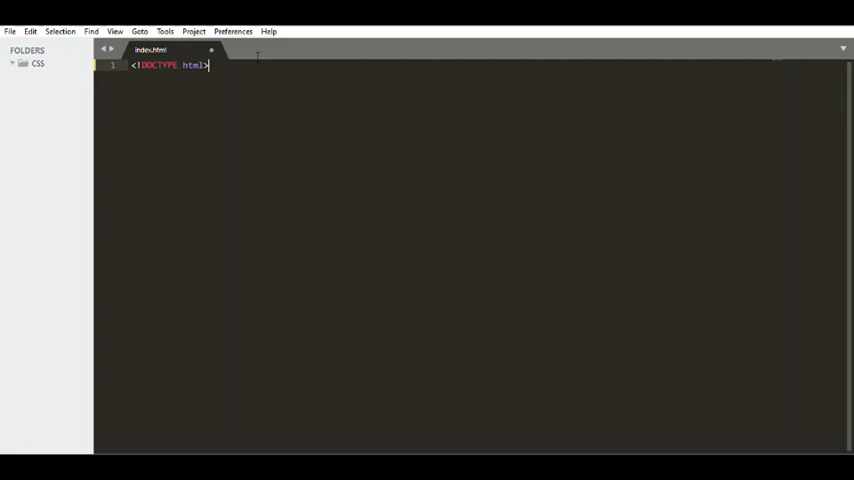 File Edit Selection Find View Goto Tools Project Preferences Help
FOLDERS
CSS
index.html
1 <!DOCTYPE html>